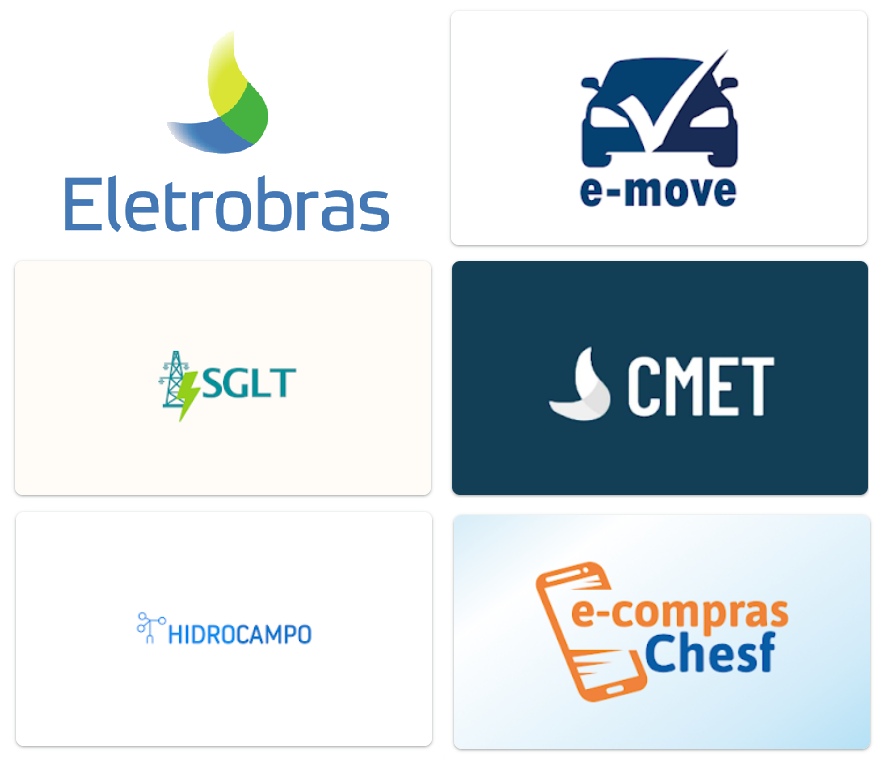 Eletrobras
e-move
SGLT
CMET
HIDROCAMPO
e-compras
Chesf